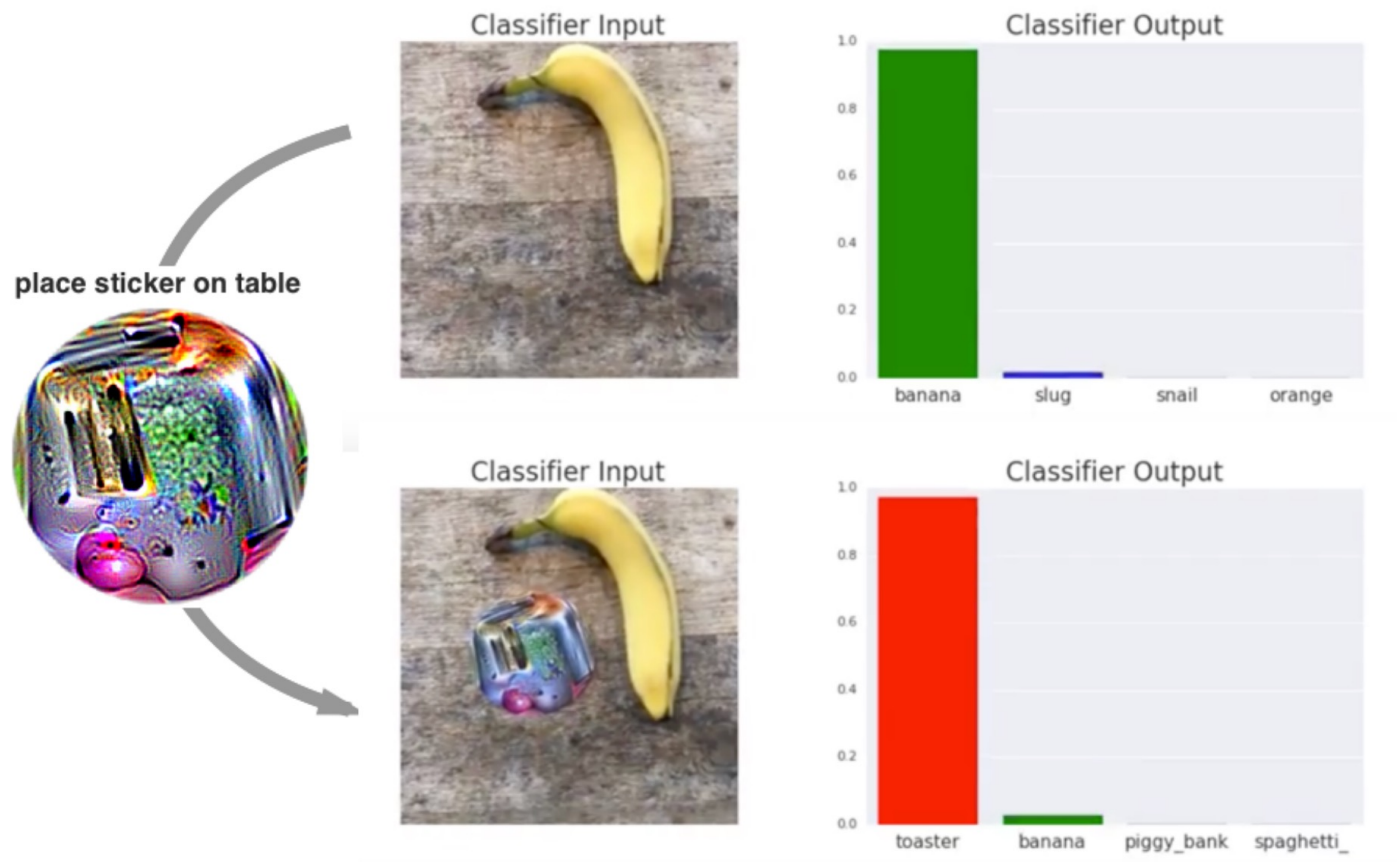 Classifier Input
Classifier Output
1.0
0.8
0.6
0.4
0.2
0.0
banana slug snail orange
place sticker on table
Classifier Input
Classifier Output
1.0
0.8
0.6
0.4
0.2
0.0
toaster banana piggy_bank spaghetti_